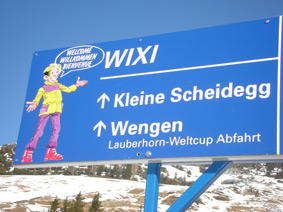 WELCOME
WILLKOMMEN
BIENVENUE
WIXI
↑ Kleine Scheidegg
↑ Wengen
Lauberhorn-Weltcup Abfahrt